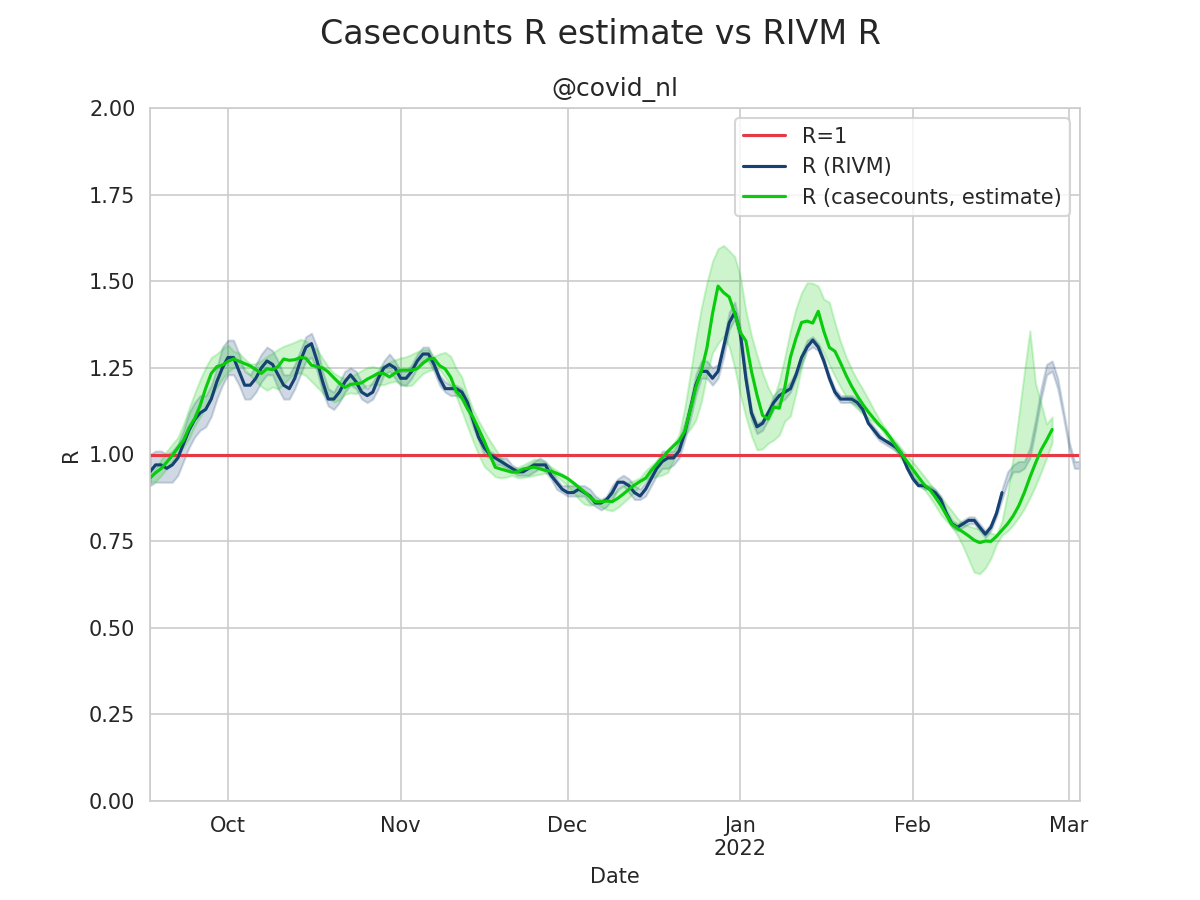 Casecounts R estimate vs RIVM R
@covid_nl
R=1
R (RIVM)
R (casecounts, estimate)
2.00
1.75
1.50
1.25
1.00
0.75
0.50
0.25
0.00
R
Oct Nov Dec Jan Feb Mar
2022
Date